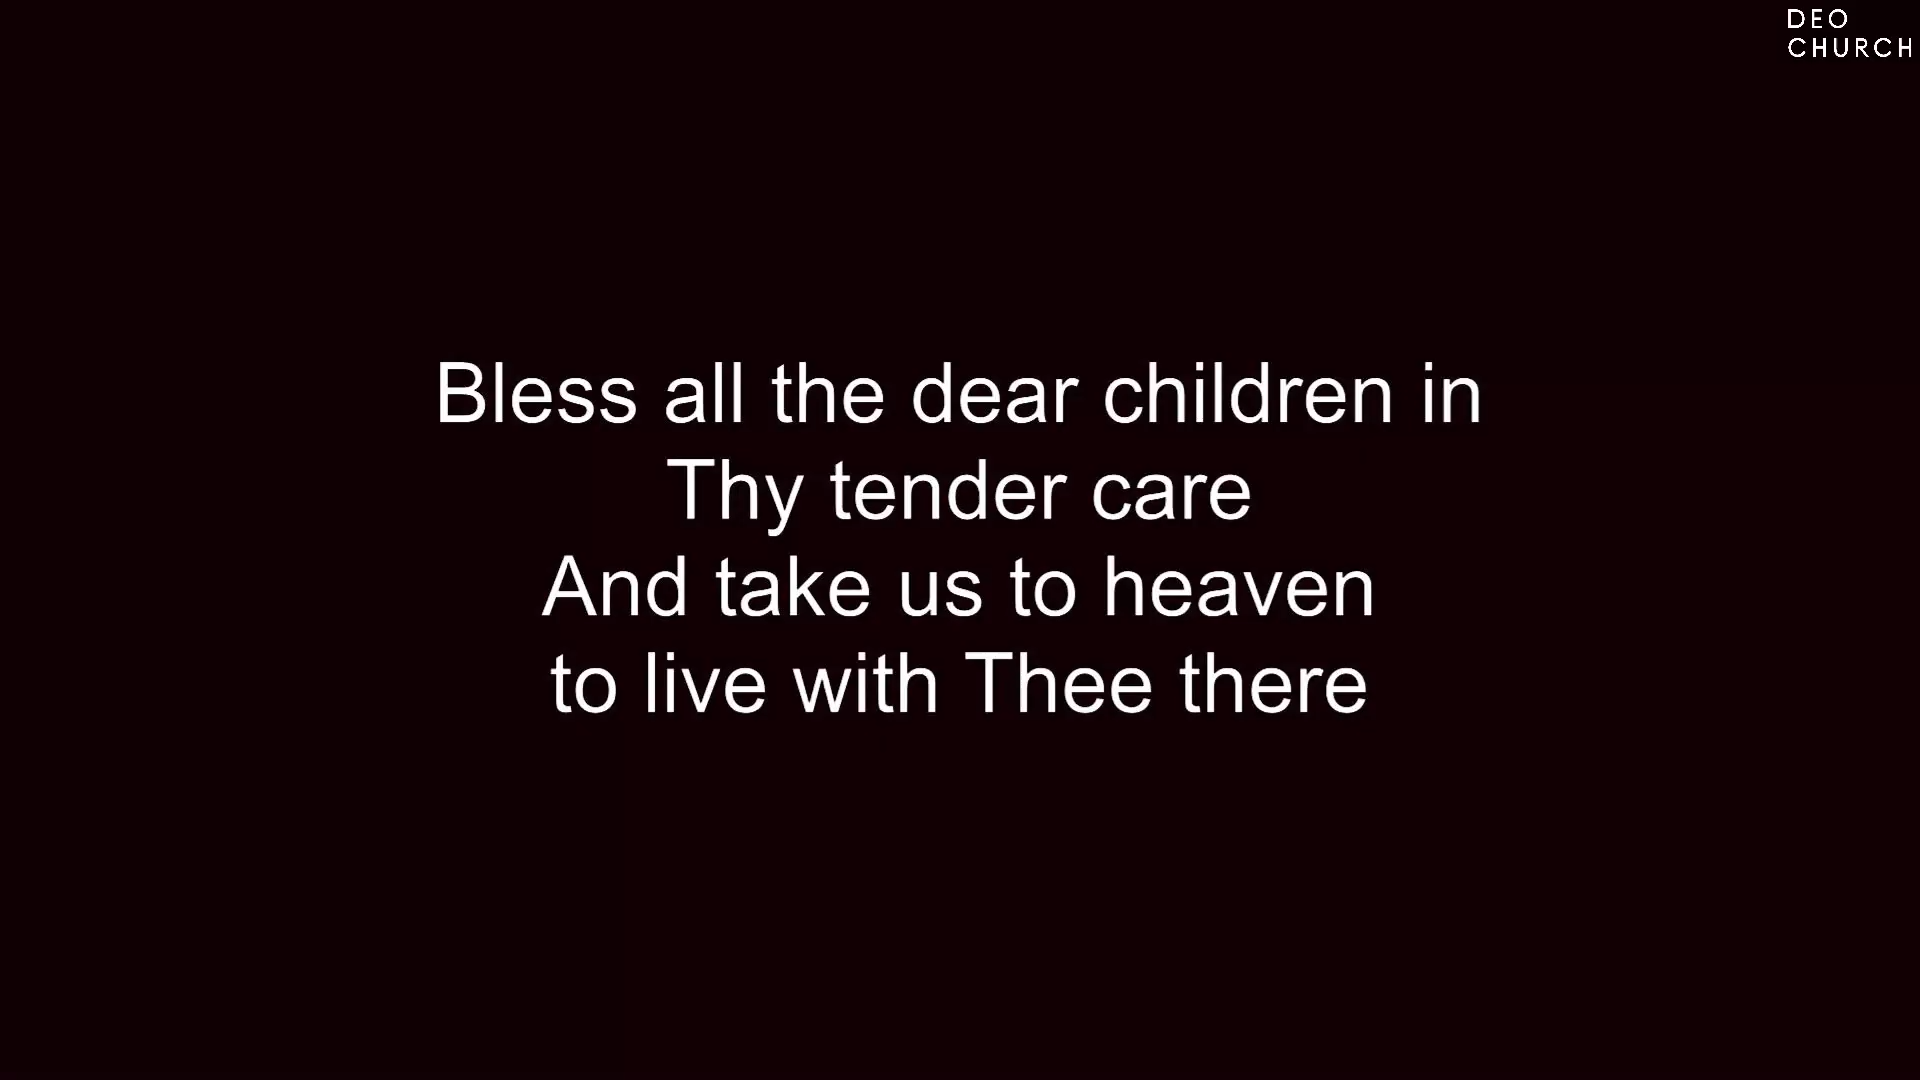 DEO
CHURCH
Bless all the dear children in
Thy tender care
And take us to heaven
to live with Thee there